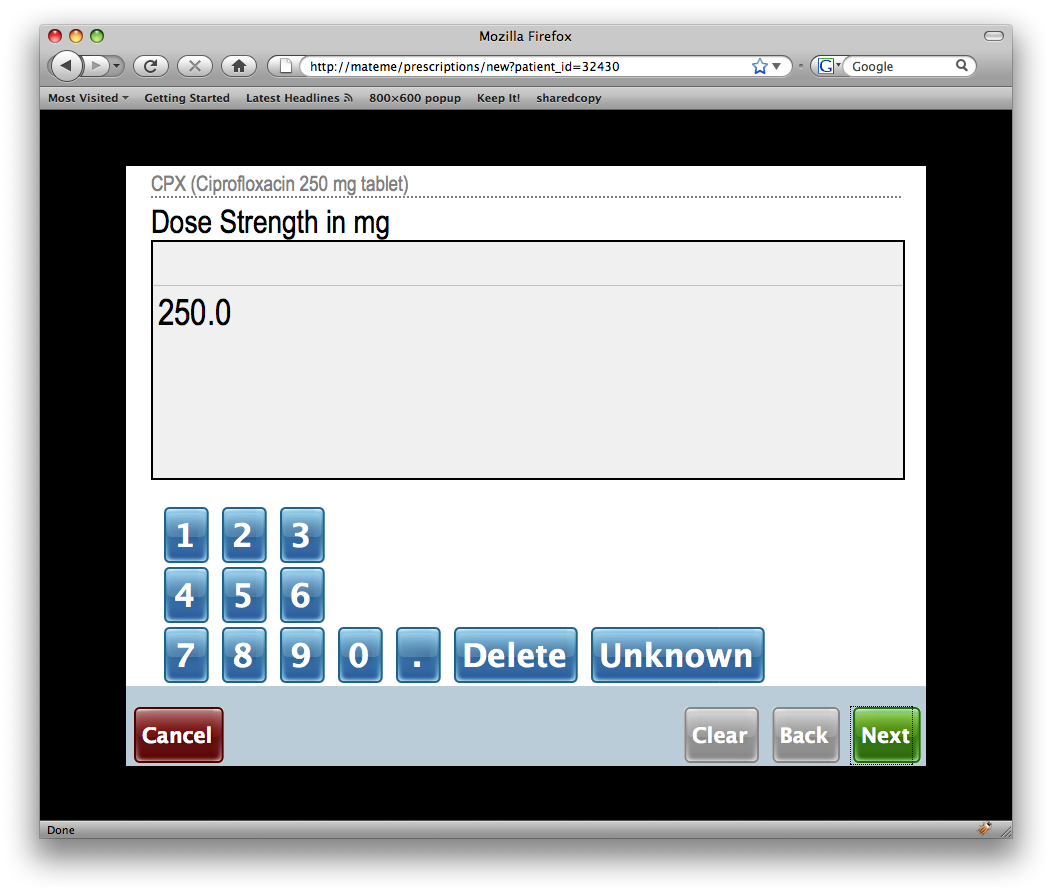 Mozilla Firefox
http://mateme/prescriptions/new?patient_id=32430
G
Google
Most Visited Getting Started Latest Headlines 800×600 popup Keep It! sharedcopy
CPX (Ciprofloxacin 250 mg tablet)
Dose Strength in mg
250.0
1 2 3
4 5 6
7 8 9 0 . Delete Unknown
Cancel Clear Back Next
Done